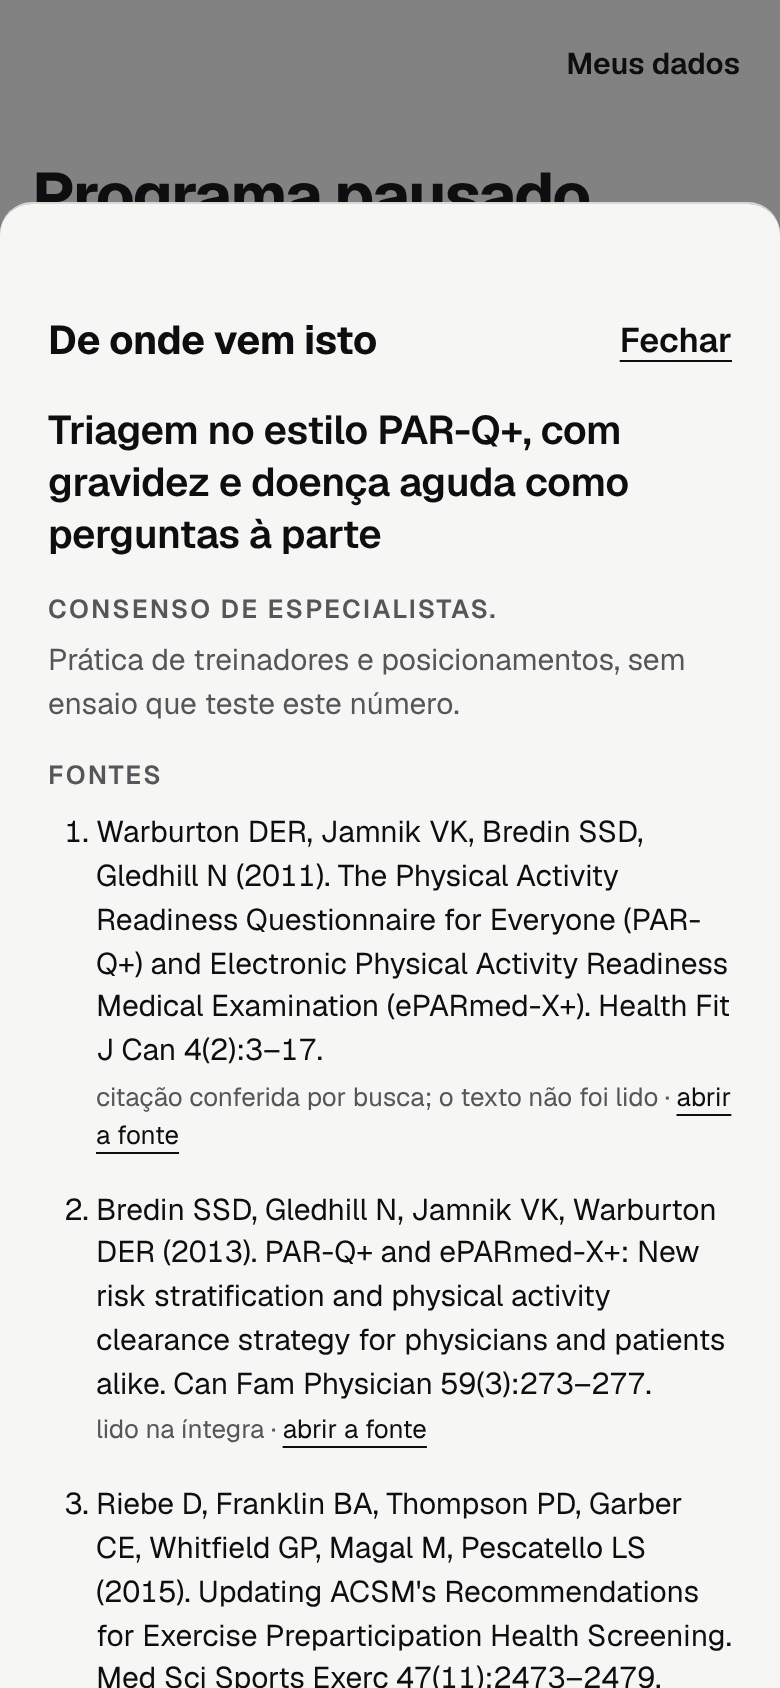 Meus dados
Programa pausado
De onde vem isto
Fechar
Triagem no estilo PAR-Q+, com
gravidez e doença aguda como
perguntas à parte
CONSENSO DE ESPECIALISTAS.
Prática de treinadores e posicionamentos, sem
ensaio que teste este número.
FONTES
1. Warburton DER, Jamnik VK, Bredin SSD,
Gledhill N (2011). The Physical Activity
Readiness Questionnaire for Everyone (PAR-
Q+) and Electronic Physical Activity Readiness
Medical Examination (ePARmed-X+). Health Fit
J Can 4(2):3–17.
citação conferida por busca; o texto não foi lido · abrir
a fonte
2. Bredin SSD, Gledhill N, Jamnik VK, Warburton
DER (2013). PAR-Q+ and ePARmed-X+: New
risk stratification and physical activity
clearance strategy for physicians and patients
alike. Can Fam Physician 59(3):273–277.
lido na íntegra · abrir a fonte
3. Riebe D, Franklin BA, Thompson PD, Garber
CE, Whitfield GP, Magal M, Pescatello LS
(2015). Updating ACSM's Recommendations
for Exercise Preparticipation Health Screening.
Med Sci Sports Exerc 47(11):2473–2479.